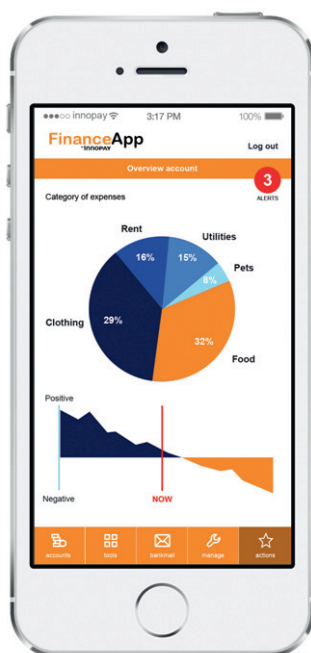 innopay 3:17 PM 100%
FinanceApp
BY INNOPAY
Log out
Overview account
3
ALERTS
Category of expenses
Rent
Utilities
16%
15%
Pets
8%
Clothing
29%
32%
Food
Positive
Negative
NOW
accounts tools bankmail manage actions